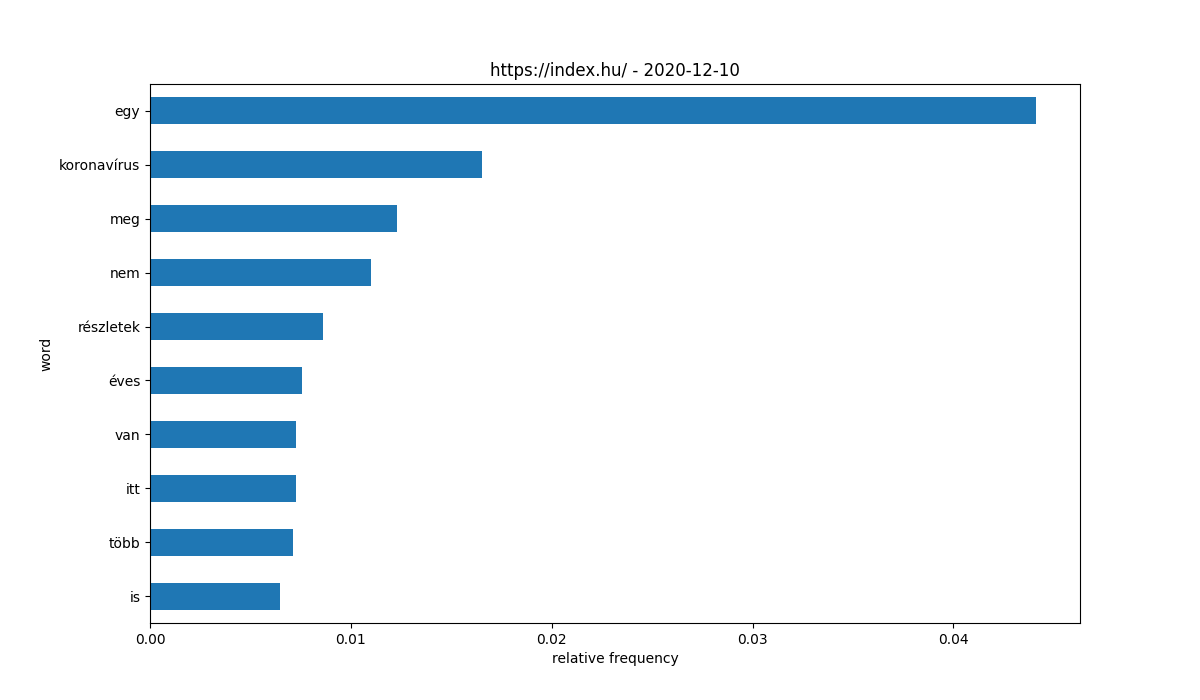 https://index.hu/ - 2020-12-10
egy
koronavírus
meg
nem
részletek
éves
van
itt
több
is
word
0.00 0.01 0.02 0.03 0.04
relative frequency